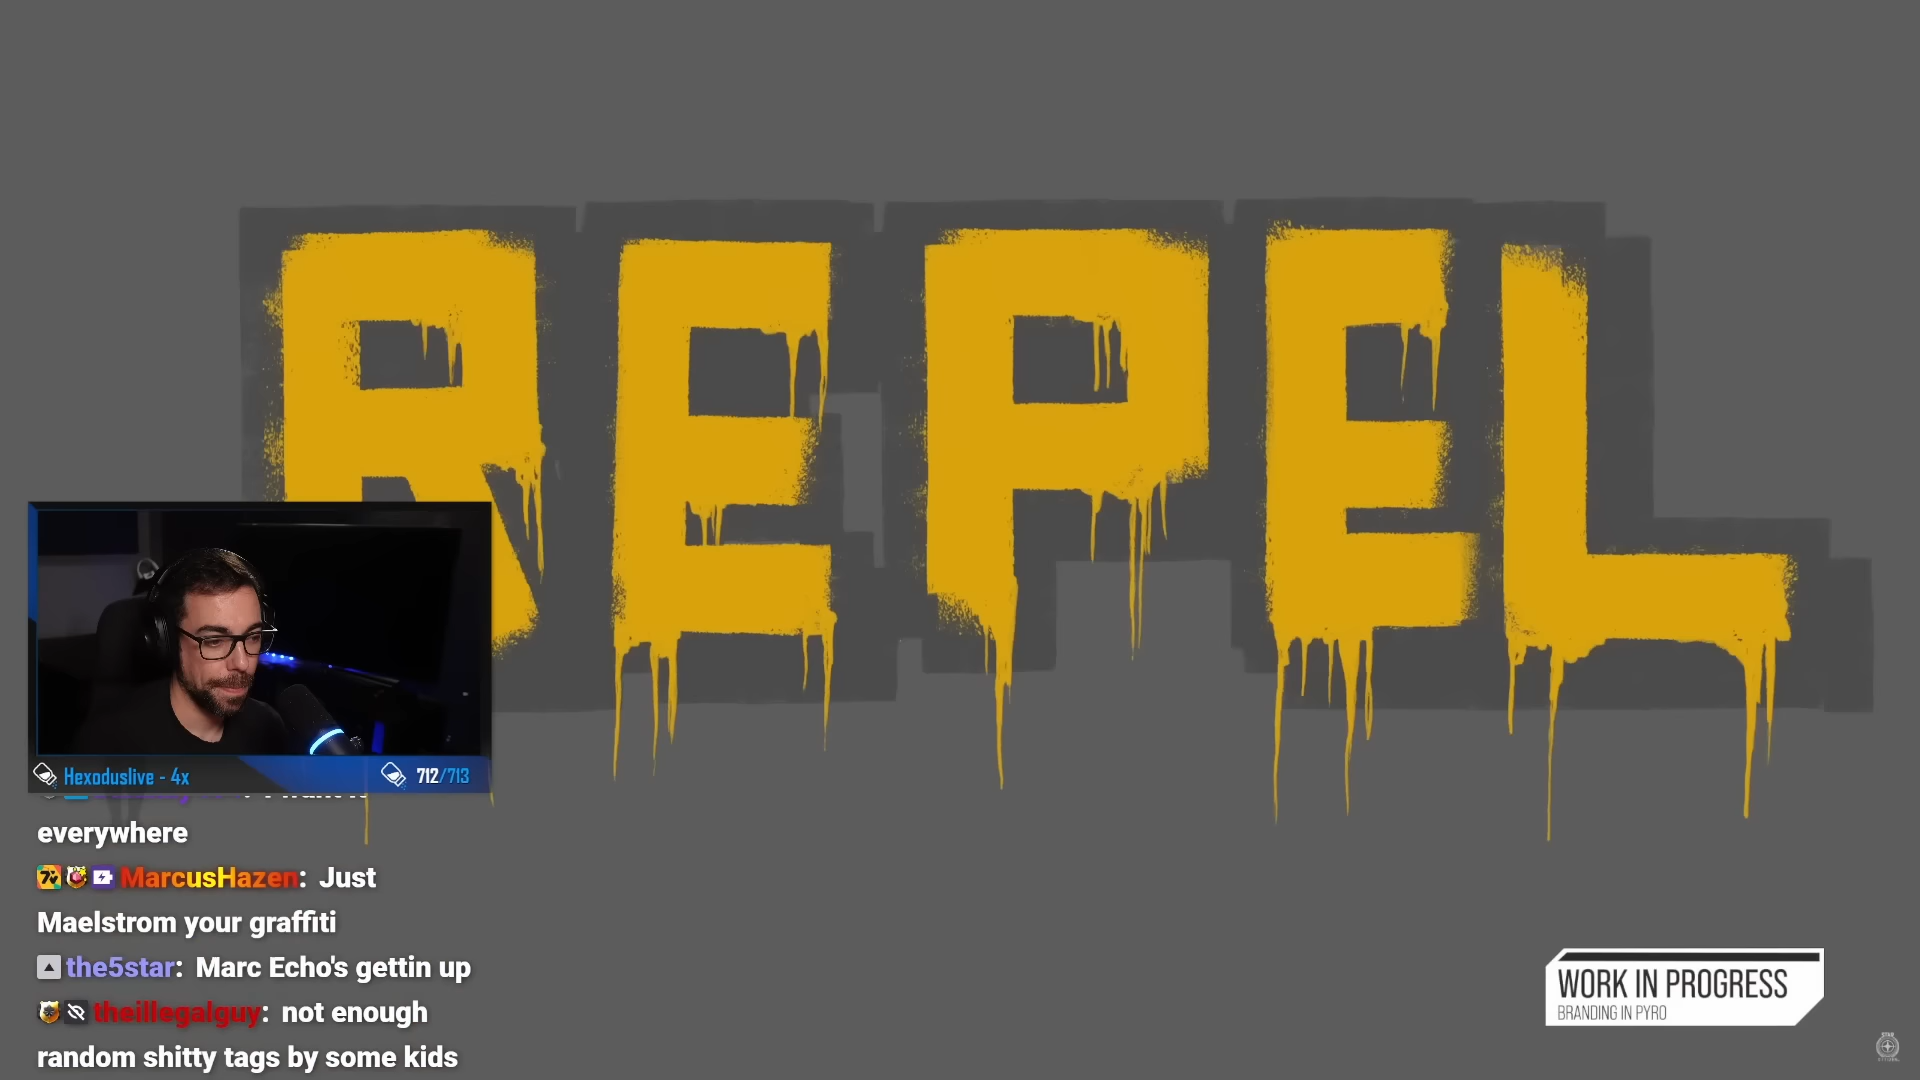 REPEL
Hexoduslive - 4x
712/713
everywhere
MarcusHazen: Just
Maelstrom your graffiti
the5star: Marc Echo's gettin up
theillegalguy: not enough
random shitty tags by some kids
WORK IN PROGRESS
BRANDING IN PYRO